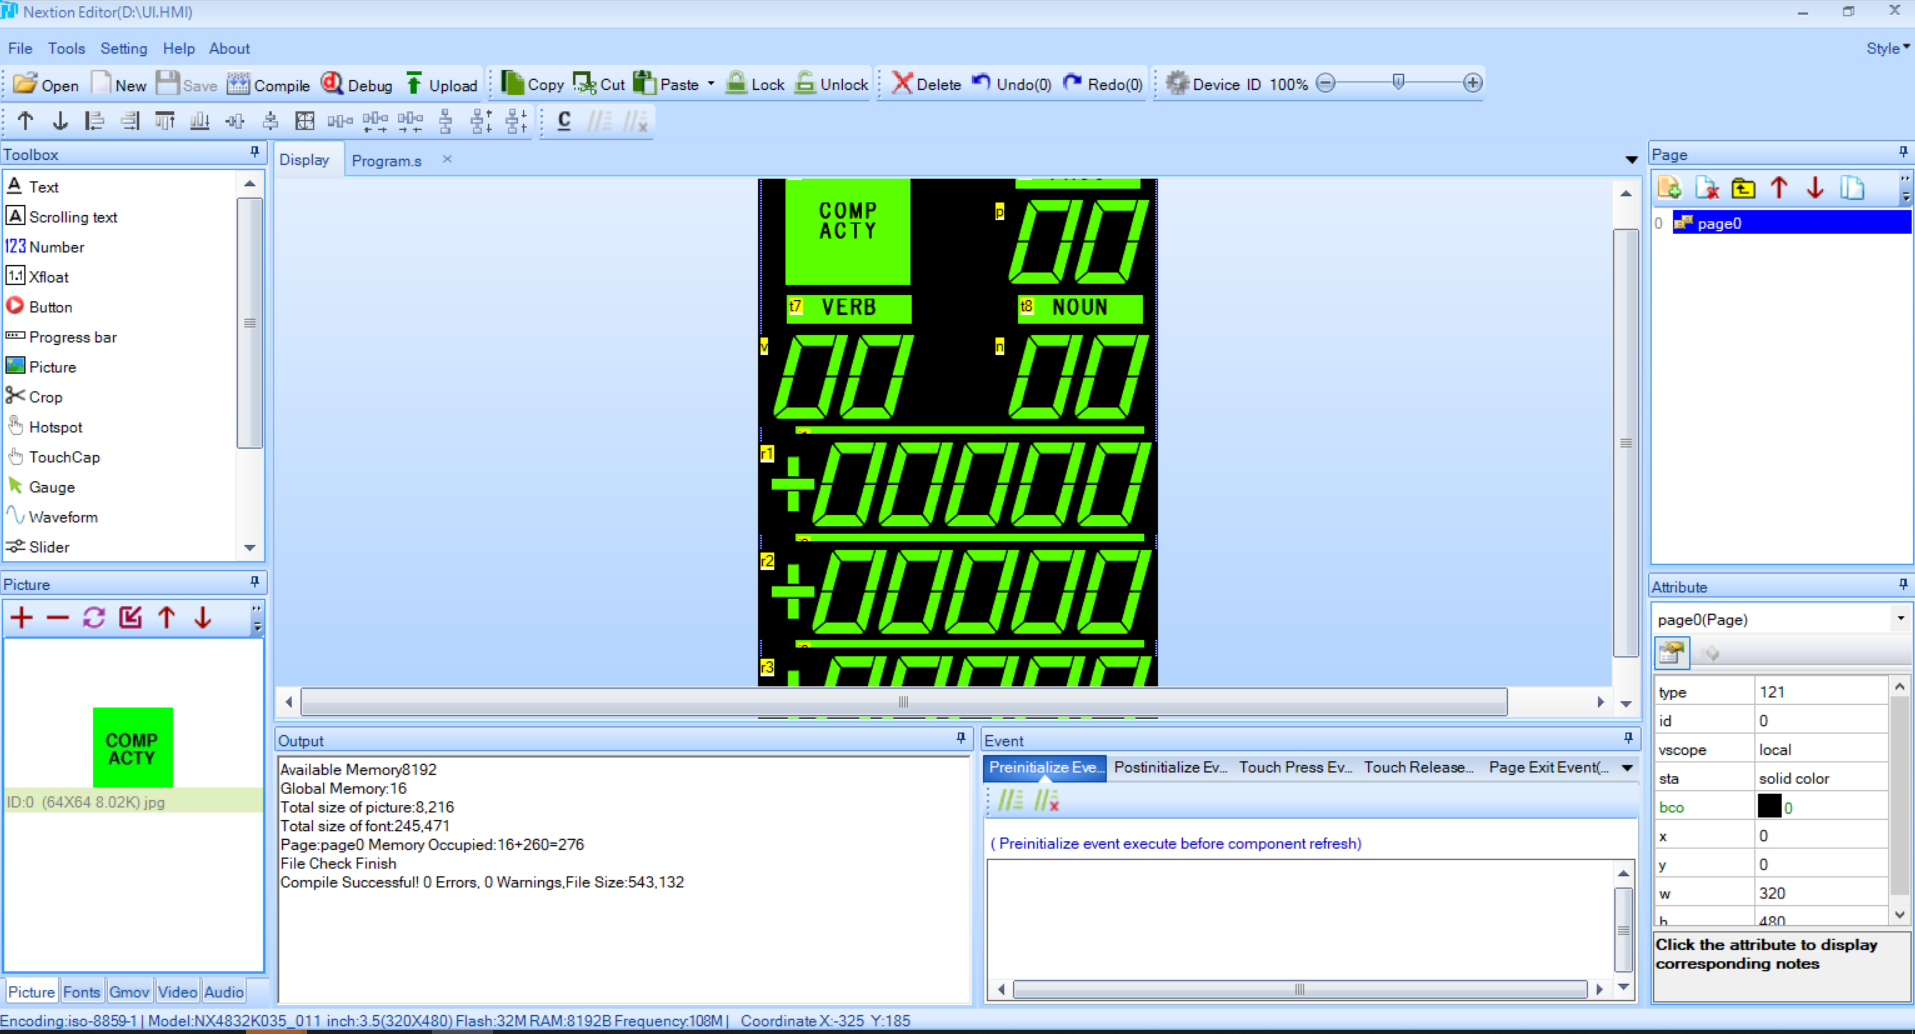 Nextion Editor(D:\UI.HMI)
File Tools Setting Help About
Style
Open New Save Compile Debug Upload Copy Cut Paste Lock Unlock Delete Undo(0) Redo(0) Device ID 100%
C
Toolbox
A Text
A Scrolling text
123 Number
1.1 Xfloat
Button
Progress bar
Picture
Crop
Hotspot
TouchCap
Gauge
Waveform
Slider
Picture
COMP
ACTY
ID:0 (64X64 8.02K) jpg
Picture Fonts Gmov Video Audio
Display Program.s
COMP
ACTY
p 00
t7 VERB
t8 NOUN
v 00
n 00
r1 +00000
r2 +00000
r3
Output
Available Memory8192
Global Memory:16
Total size of picture:8,216
Total size of font:245,471
Page:page0 Memory Occupied:16+260=276
File Check Finish
Compile Successful! 0 Errors, 0 Warnings,File Size:543,132
Event
Preinitialize Eve... Postinitialize Ev... Touch Press Ev... Touch Release... Page Exit Event(...
( Preinitialize event execute before component refresh)
Page
0 page0
Attribute
page0(Page)
type 121
id 0
vscope local
sta solid color
bco 0
x 0
y 0
w 320
h 480
Click the attribute to display
corresponding notes
Encoding:iso-8859-1 | Model:NX4832K035_011 inch:3.5(320X480) Flash:32M RAM:8192B Frequency:108M | Coordinate X:-325 Y:185